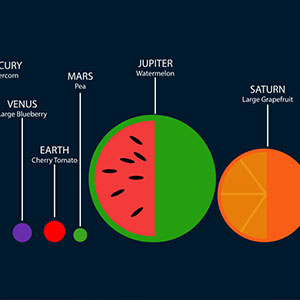 CURY
ercorn
VENUS
Large Blueberry
EARTH
Cherry Tomato
MARS
Pea
JUPITER
Watermelon
SATURN
Large Grapefruit